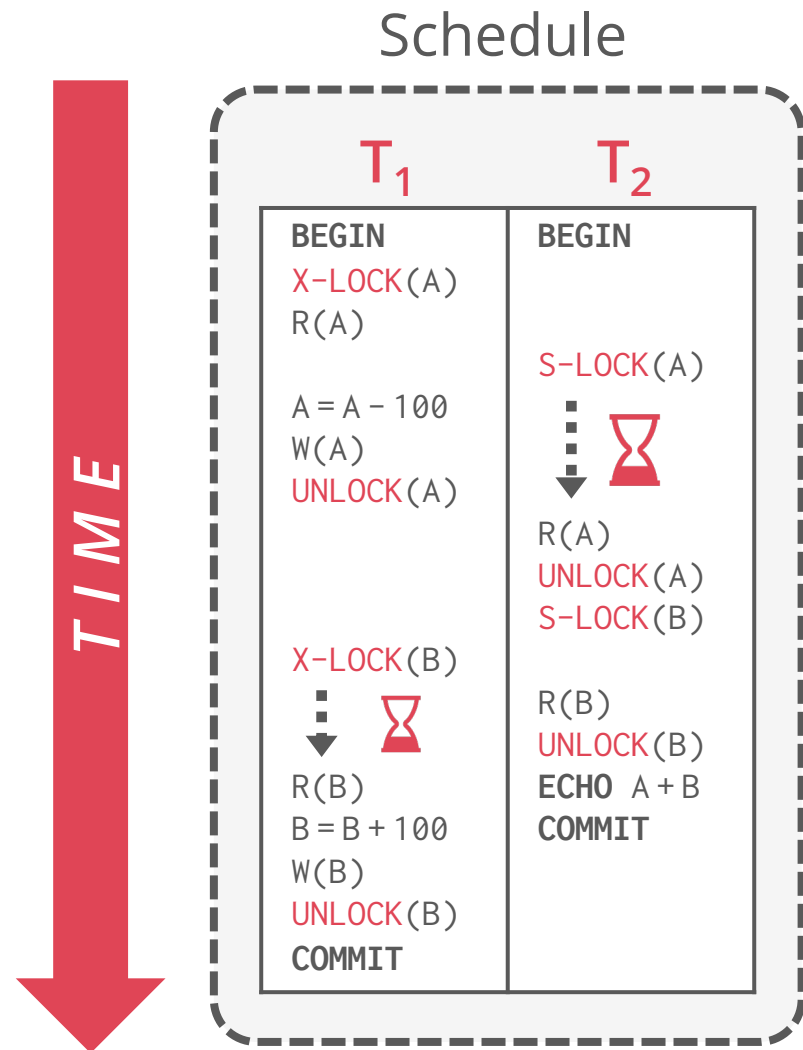 Schedule
TIME
T1 T2
BEGIN BEGIN
X-LOCK(A)
R(A)
S-LOCK(A)
A=A-100
W(A)
UNLOCK(A)
R(A)
UNLOCK(A)
S-LOCK(B)
X-LOCK(B)
R(B)
UNLOCK(B)
R(B) ECHO A+B
B=B+100 COMMIT
W(B)
UNLOCK(B)
COMMIT